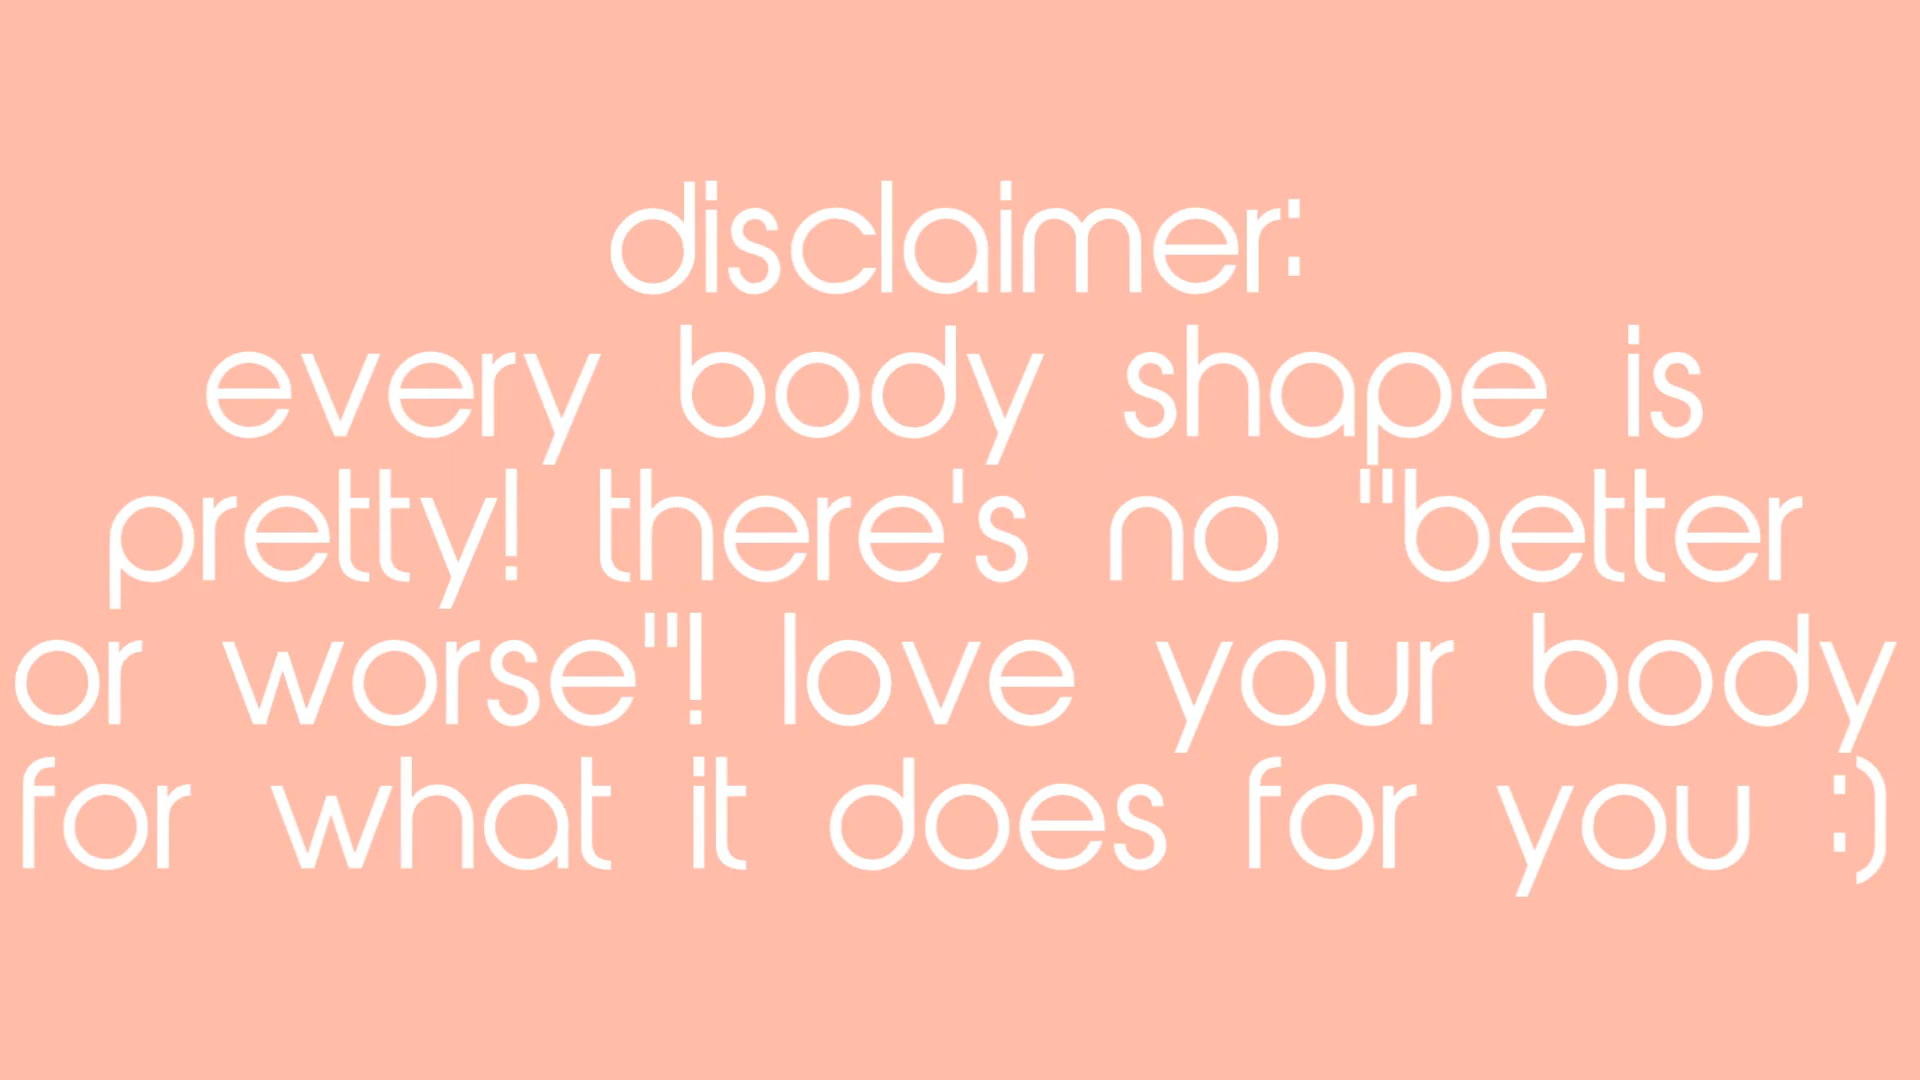 disclaimer:
every body shape is
pretty! there's no "better
or worse"! love your body
for what it does for you :)